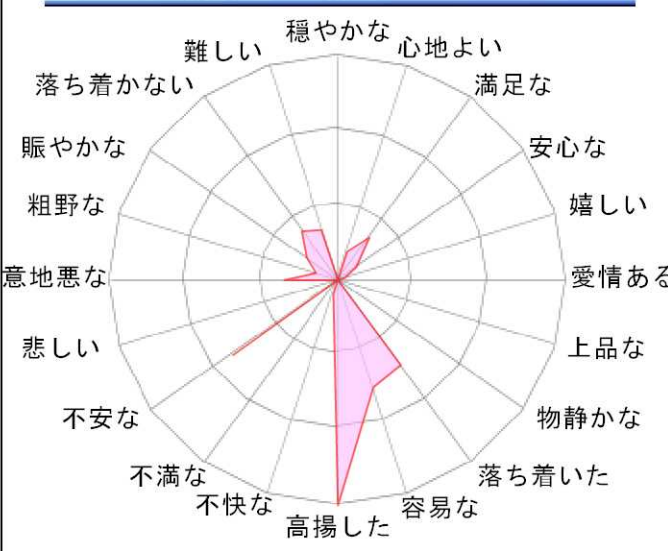 穏やかな
心地よい
満足な
安心な
嬉しい
愛情ある
上品な
物静かな
落ち着いた
容易な
高揚した
不快な
不満な
不安な
悲しい
意地悪な
粗野な
賑やかな
落ち着かない
難しい